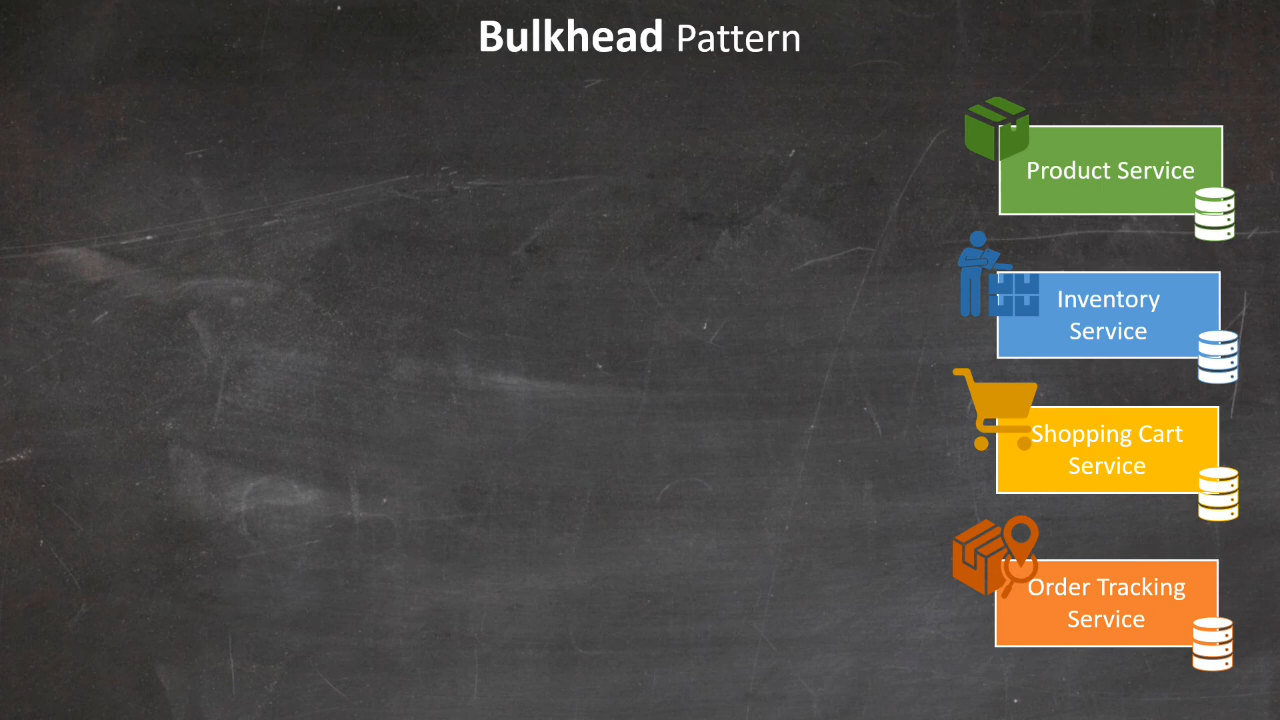 Bulkhead Pattern
Product Service
Inventory
Service
Shopping Cart
Service
Order Tracking
Service